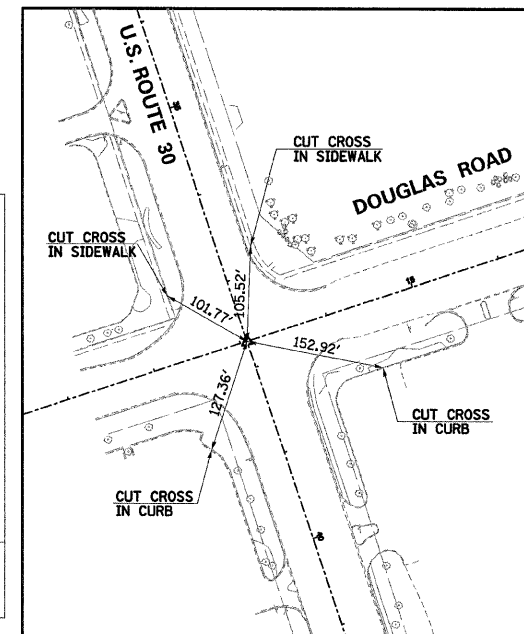 U.S. ROUTE 30
CUT CROSS
IN SIDEWALK
DOUGLAS ROAD
CUT CROSS
IN SIDEWALK
101.77'
105.52'
152.92'
127.36'
CUT CROSS
IN CURB
CUT CROSS
IN CURB